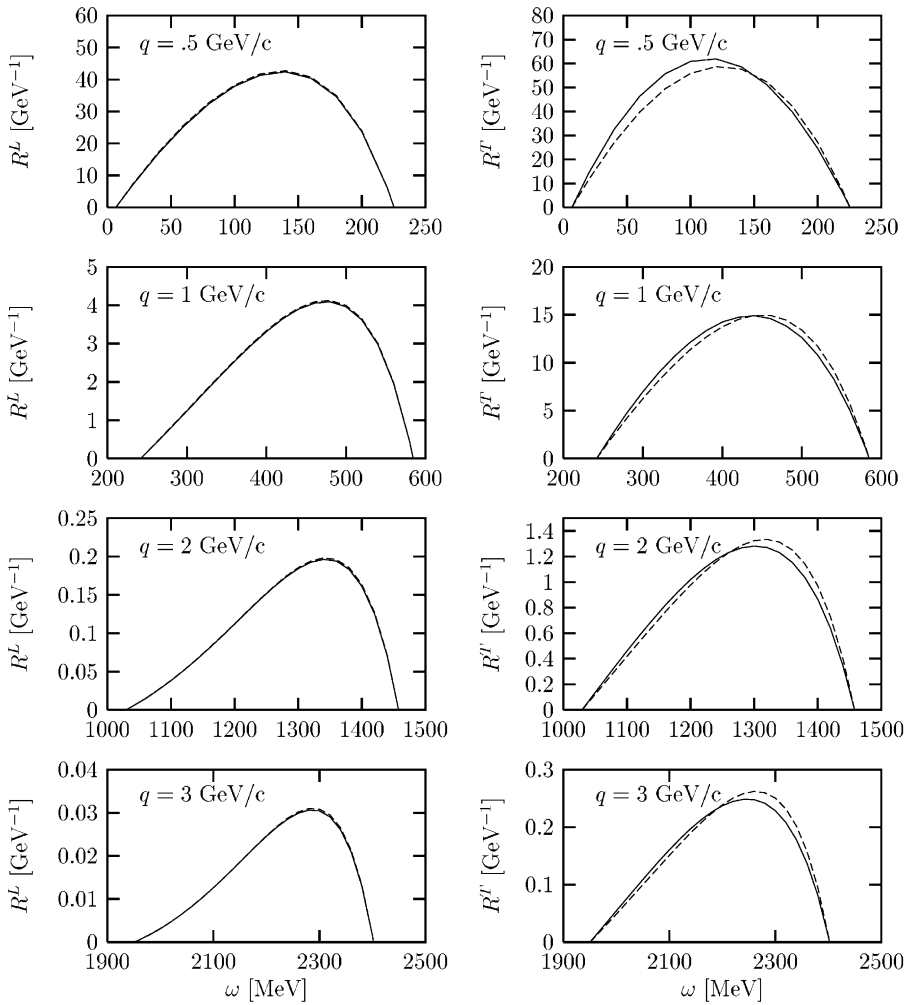 60
50
40
30
20
10
0
R^L [GeV⁻¹]
q = .5 GeV/c
0 50 100 150 200 250
80
70
60
50
40
30
20
10
0
R^T [GeV⁻¹]
q = .5 GeV/c
0 50 100 150 200 250
5
4
3
2
1
0
R^L [GeV⁻¹]
q = 1 GeV/c
200 300 400 500 600
20
15
10
5
0
R^T [GeV⁻¹]
q = 1 GeV/c
200 300 400 500 600
0.25
0.2
0.15
0.1
0.05
0
R^L [GeV⁻¹]
q = 2 GeV/c
1000 1100 1200 1300 1400 1500
1.4
1.2
1
0.8
0.6
0.4
0.2
0
R^T [GeV⁻¹]
q = 2 GeV/c
1000 1100 1200 1300 1400 1500
0.04
0.03
0.02
0.01
0
R^L [GeV⁻¹]
q = 3 GeV/c
1900 2100 2300 2500
ω [MeV]
0.3
0.2
0.1
0
R^T [GeV⁻¹]
q = 3 GeV/c
1900 2100 2300 2500
ω [MeV]